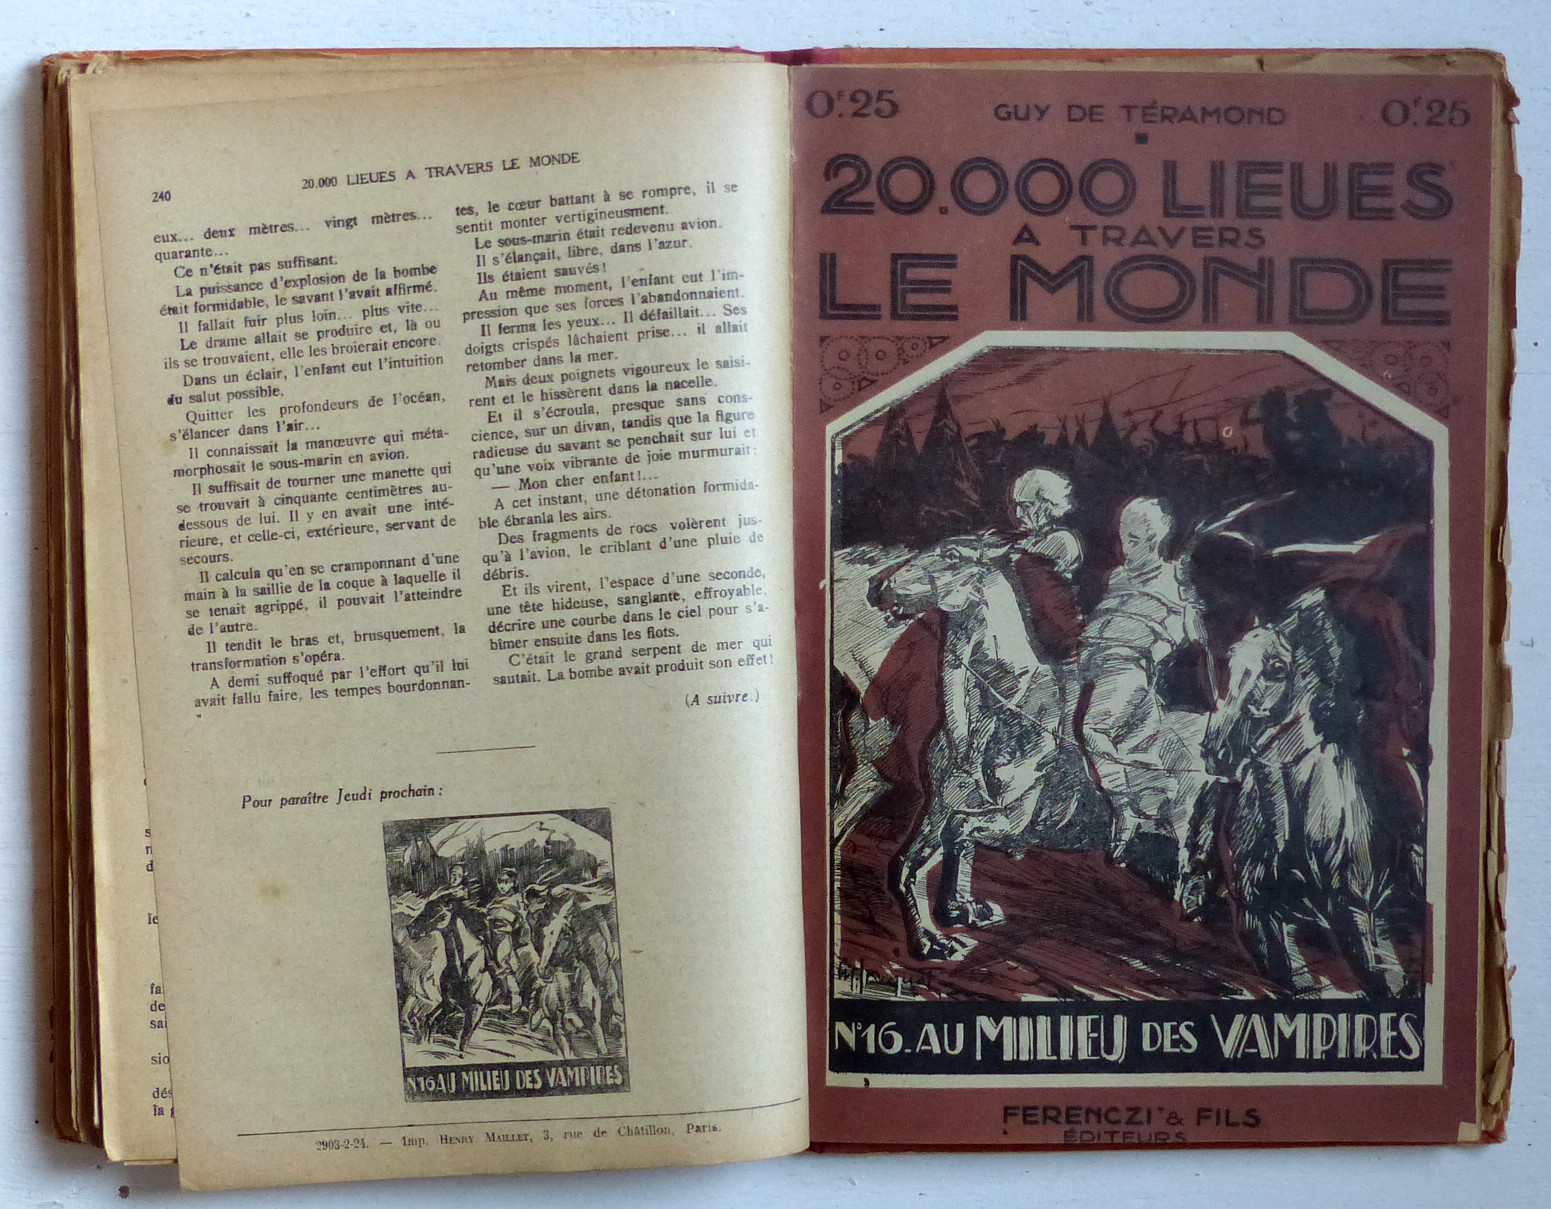 240
20.000 LIEUES A TRAVERS LE MONDE
eux... deux mètres... vingt mètres...
quarante...
Ce n'était pas suffisant.
La puissance d'explosion de la bombe
était formidable, le savant l'avait affirmé.
Il fallait fuir plus loin... plus vite...
Le drame allait se produire et, là ou
ils se trouvaient, elle les broierait encore.
Dans un éclair, l'enfant eut l'intuition
du salut possible.
Quitter les profondeurs de l'océan,
s'élancer dans l'air...
Il connaissait la manœuvre qui méta-
morphosait le sous-marin en avion.
Il suffisait de tourner une manette qui
se trouvait à cinquante centimètres au-
dessous de lui. Il y en avait une inté-
rieure, et celle-ci, extérieure, servant de
secours.
Il calcula qu'en se cramponnant d'une
main à la saillie de la coque à laquelle il
se tenait agrippé, il pouvait l'atteindre
de l'autre.
Il tendit le bras et, brusquement, la
transformation s'opéra.
A demi suffoqué par l'effort qu'il lui
avait fallu faire, les tempes bourdonnan-
tes, le cœur battant à se rompre, il se
sentit monter vertigineusment.
Le sous-marin était redevenu avion.
Il s'élançait, libre, dans l'azur.
Ils étaient sauvés!
Au même moment, l'enfant eut l'im-
pression que ses forces l'abandonnaient.
Il ferma les yeux... Il défaillait... Ses
doigts crispés lâchaient prise... il allait
retomber dans la mer.
Mais deux poignets vigoureux le saisi-
rent et le hissèrent dans la nacelle.
Et il s'écroula, presque sans cons-
cience, sur un divan, tandis que la figure
radieuse du savant se penchait sur lui et
qu'une voix vibrante de joie murmurait:
— Mon cher enfant!...
A cet instant, une détonation formida-
ble ébranla les airs.
Des fragments de rocs volèrent jus-
qu'à l'avion, le criblant d'une pluie de
débris.
Et ils virent, l'espace d'une seconde,
une tête hideuse, sanglante, effroyable,
décrire une courbe dans le ciel pour s'a-
bîmer ensuite dans les flots.
C'était le grand serpent de mer qui
sautait. La bombe avait produit son effet!
(A suivre.)
Pour paraître Jeudi prochain:
N°16 AU MILIEU DES VAMPIRES
2903-2-24. — Imp. HENRY MAILLET, 3, rue de Châtillon, Paris.
0F.25
GUY DE TÉRAMOND
0F.25
20.000 LIEUES
A TRAVERS
LE MONDE
N°16_AU MILIEU DES VAMPIRES
FERENCZI & FILS
ÉDITEURS